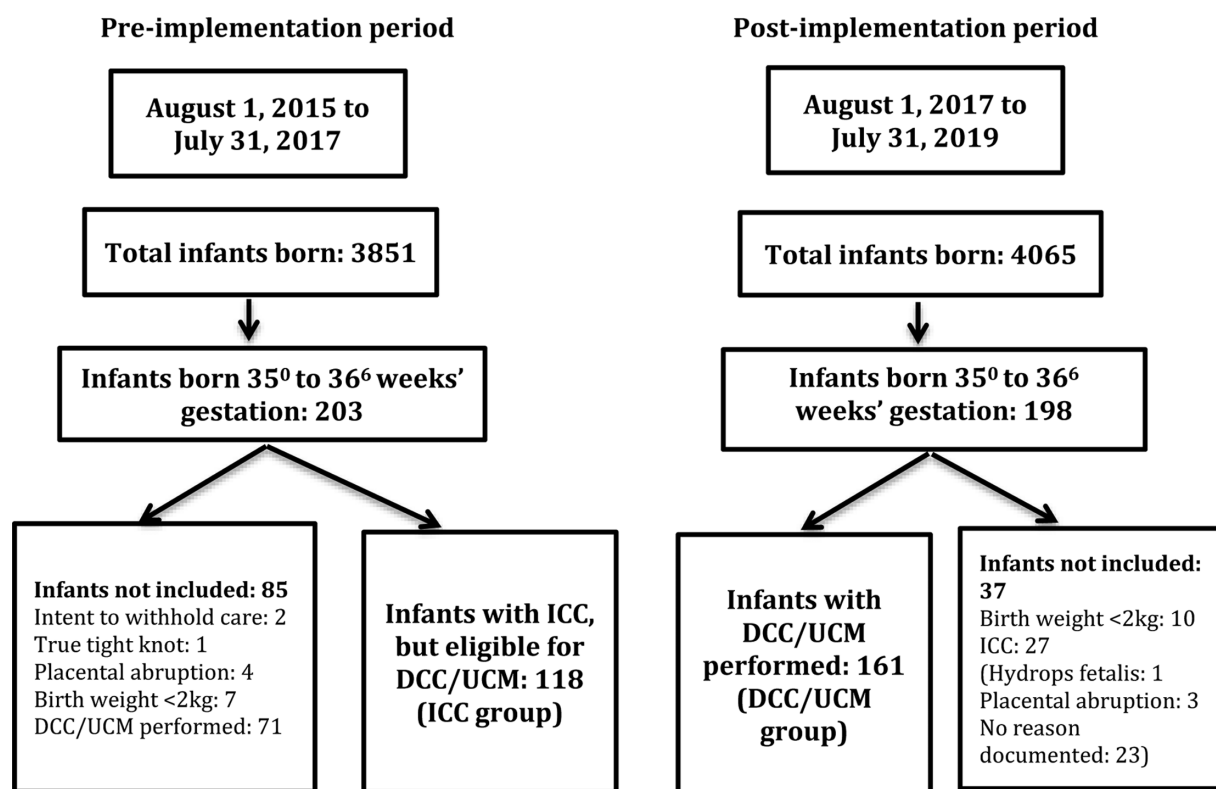 Pre-implementation period
August 1, 2015 to
July 31, 2017
Total infants born: 3851
Infants born 35⁰ to 36⁶ weeks’
gestation: 203
Infants not included: 85
Intent to withhold care: 2
True tight knot: 1
Placental abruption: 4
Birth weight <2kg: 7
DCC/UCM performed: 71
Infants with ICC,
but eligible for
DCC/UCM: 118
(ICC group)
Post-implementation period
August 1, 2017 to
July 31, 2019
Total infants born: 4065
Infants born 35⁰ to 36⁶
weeks’ gestation: 198
Infants with
DCC/UCM
performed: 161
(DCC/UCM
group)
Infants not included:
37
Birth weight <2kg: 10
ICC: 27
(Hydrops fetalis: 1
Placental abruption: 3
No reason
documented: 23)